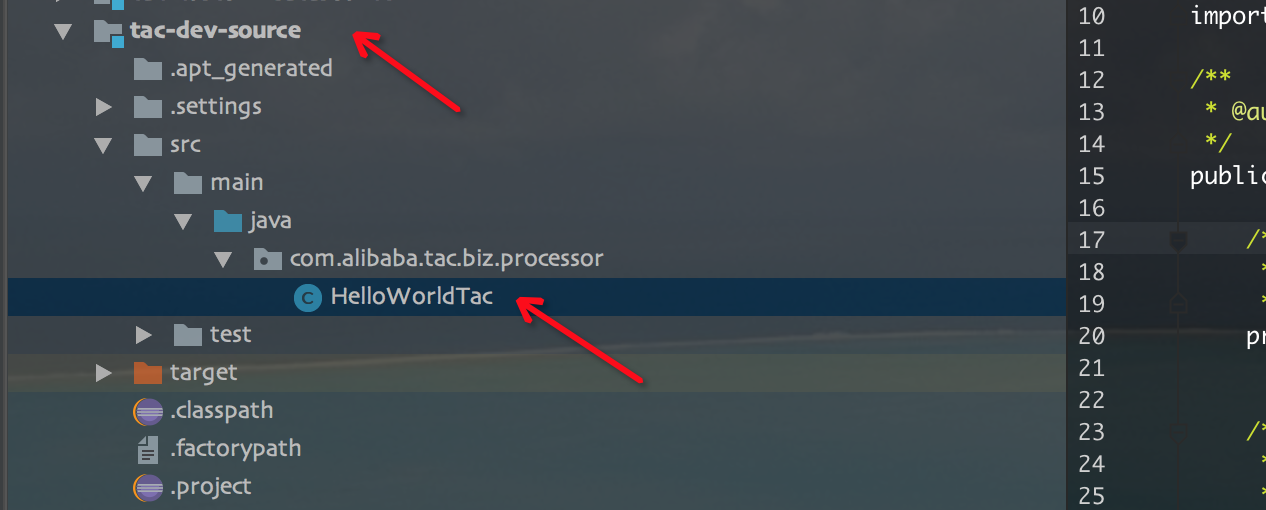 tac-dev-source
.apt_generated
.settings
src
main
java
com.alibaba.tac.biz.processor
HelloWorldTac
test
target
.classpath
.factorypath
.project
10 import
11
12 /**
13 * @au
14 */
15 public
16
17 /*
18 *
19 *
20 pr
21
22
23 /*
24 *
25 *